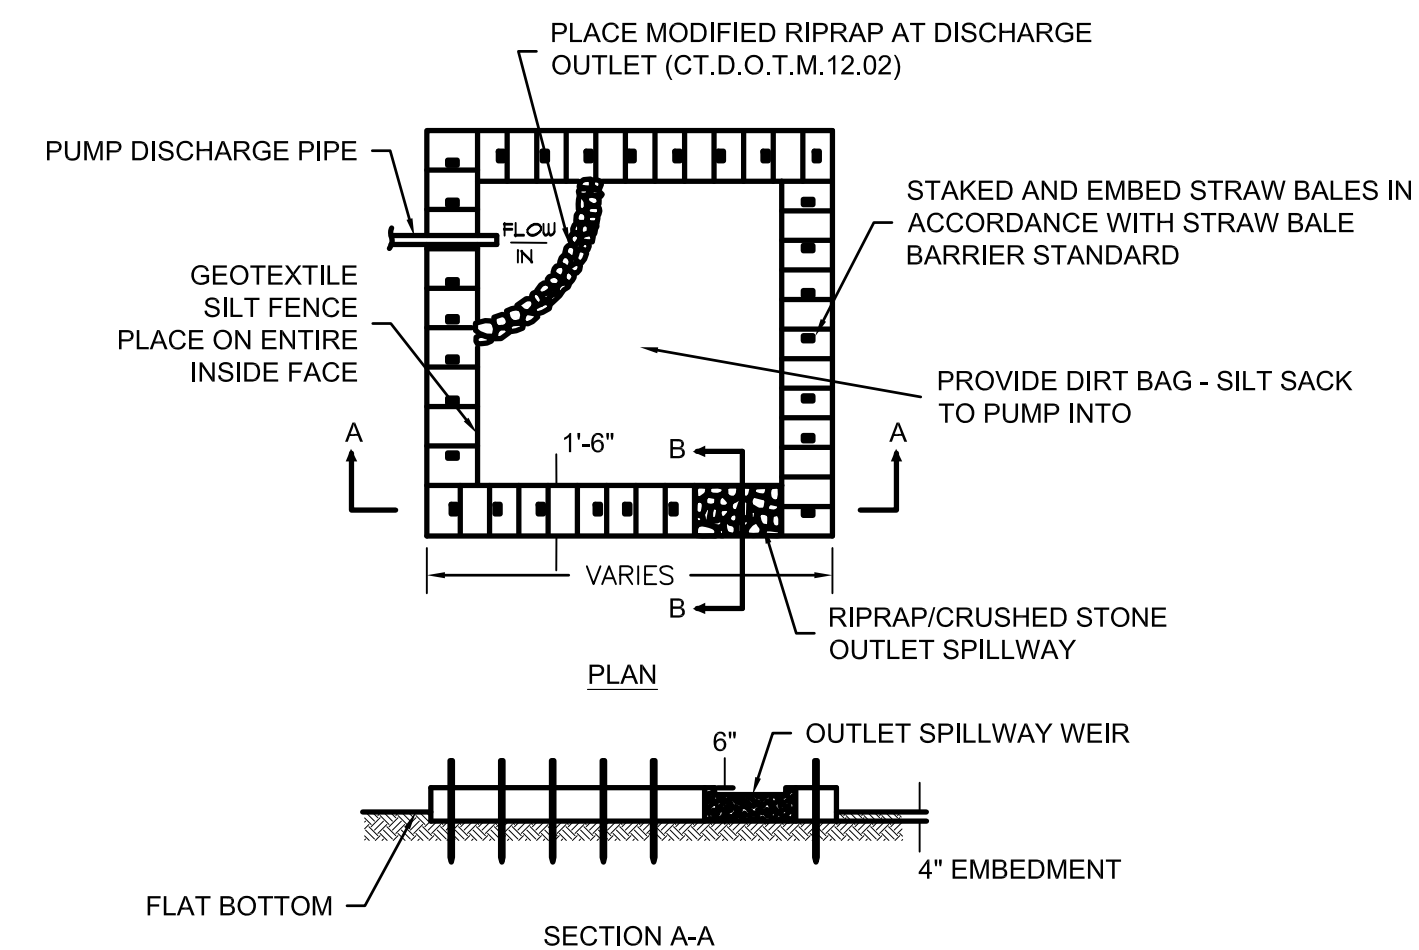 PLACE MODIFIED RIPRAP AT DISCHARGE
OUTLET (CT.D.O.T.M.12.02)
PUMP DISCHARGE PIPE
FLOW
IN
STAKED AND EMBED STRAW BALES IN
ACCORDANCE WITH STRAW BALE
BARRIER STANDARD
GEOTEXTILE
SILT FENCE
PLACE ON ENTIRE
INSIDE FACE
PROVIDE DIRT BAG - SILT SACK
TO PUMP INTO
A
1'-6"
B
A
VARIES
B
RIPRAP/CRUSHED STONE
OUTLET SPILLWAY
PLAN
6"
OUTLET SPILLWAY WEIR
4" EMBEDMENT
FLAT BOTTOM
SECTION A-A